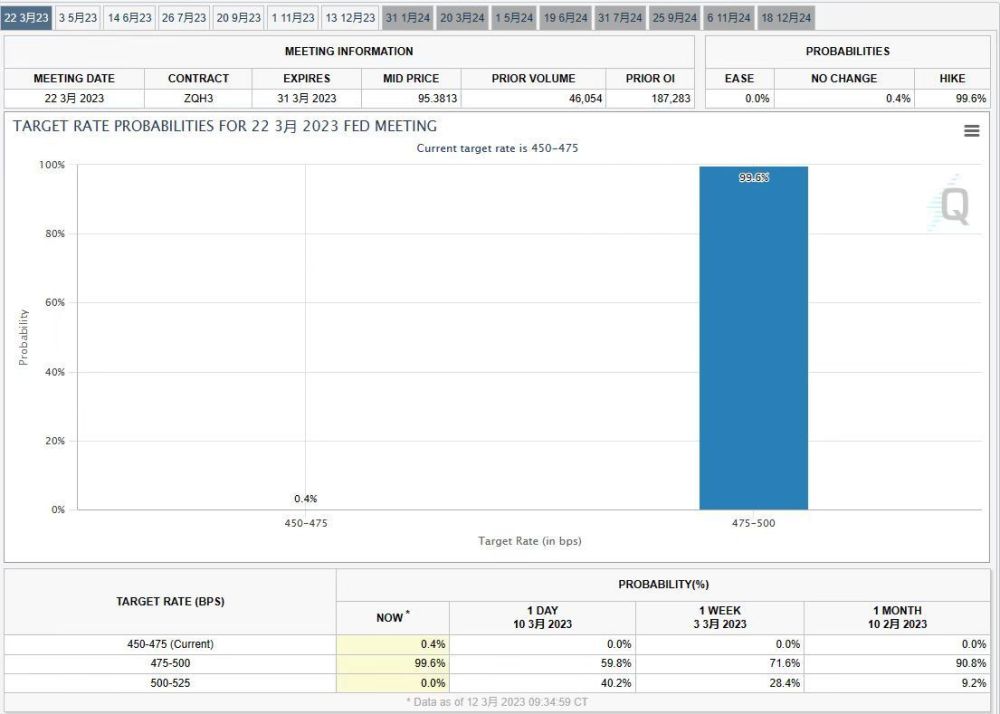 22 3月23 3 5月23 14 6月23 26 7月23 20 9月23 1 11月23 13 12月23 31 1月24 20 3月24 1 5月24 19 6月24 31 7月24 25 9月24 6 11月24 18 12月24
MEETING INFORMATION
MEETING DATE CONTRACT EXPIRES MID PRICE PRIOR VOLUME PRIOR OI
22 3月 2023 ZQH3 31 3月 2023 95.3813 46,054 187,283
PROBABILITIES
EASE NO CHANGE HIKE
0.0% 0.4% 99.6%
TARGET RATE PROBABILITIES FOR 22 3月 2023 FED MEETING
Current target rate is 450-475
Probability
100%
80%
60%
40%
20%
0%
99.6%
Q
0.4%
450-475 475-500
Target Rate (in bps)
TARGET RATE (BPS) PROBABILITY(%)
NOW * 1 DAY 1 WEEK 1 MONTH
10 3月 2023 3 3月 2023 10 2月 2023
450-475 (Current) 0.4% 0.0% 0.0% 0.0%
475-500 99.6% 59.8% 71.6% 90.8%
500-525 0.0% 40.2% 28.4% 9.2%
* Data as of 12 3月 2023 09:34:59 CT